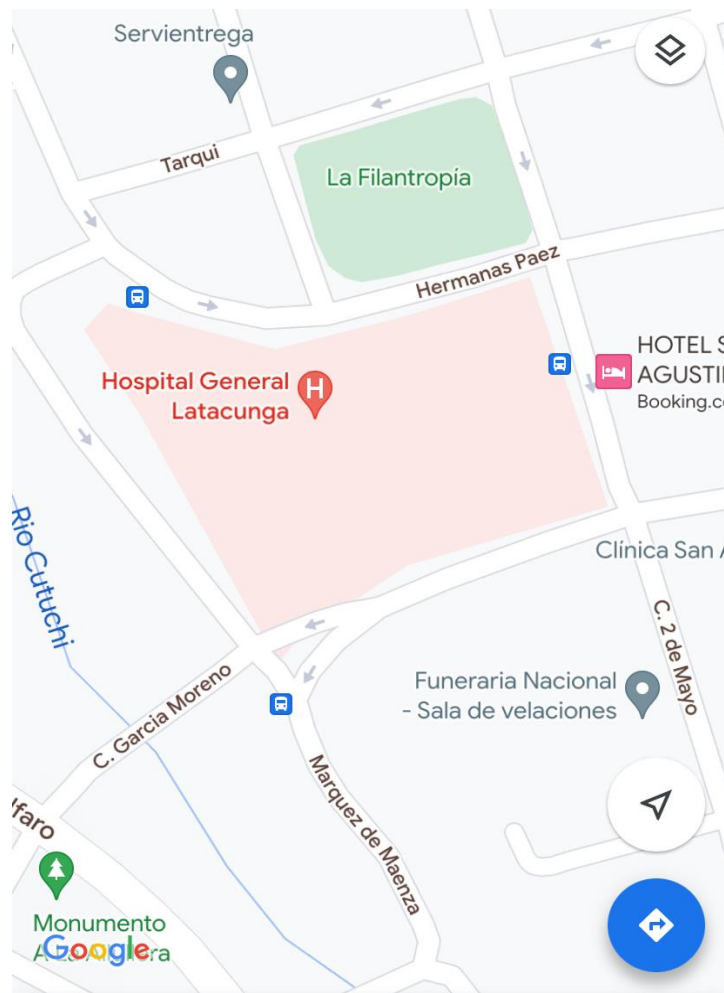 Servientrega
Tarqui
La Filantropía
Hermanas Paez
HOTEL S
AGUSTI
Booking.c
Hospital General
Latacunga
H
Rio Cutuchi
Clínica San
C. 2 de Mayo
Funeraria Nacional
- Sala de velaciones
C. Garcia Moreno
Marquez de Maenza
lfaro
Monumento
Google